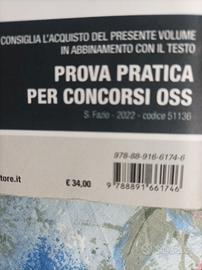 CONSIGLIA L'ACQUISTO DEL PRESENTE VOLUME
IN ABBINAMENTO CON IL TESTO
PROVA PRATICA
PER CONCORSI OSS
S. Fazio - 2022 - codice 51136
978-88-916-6174-6
tore.it
€ 34,00
9 788891 661746